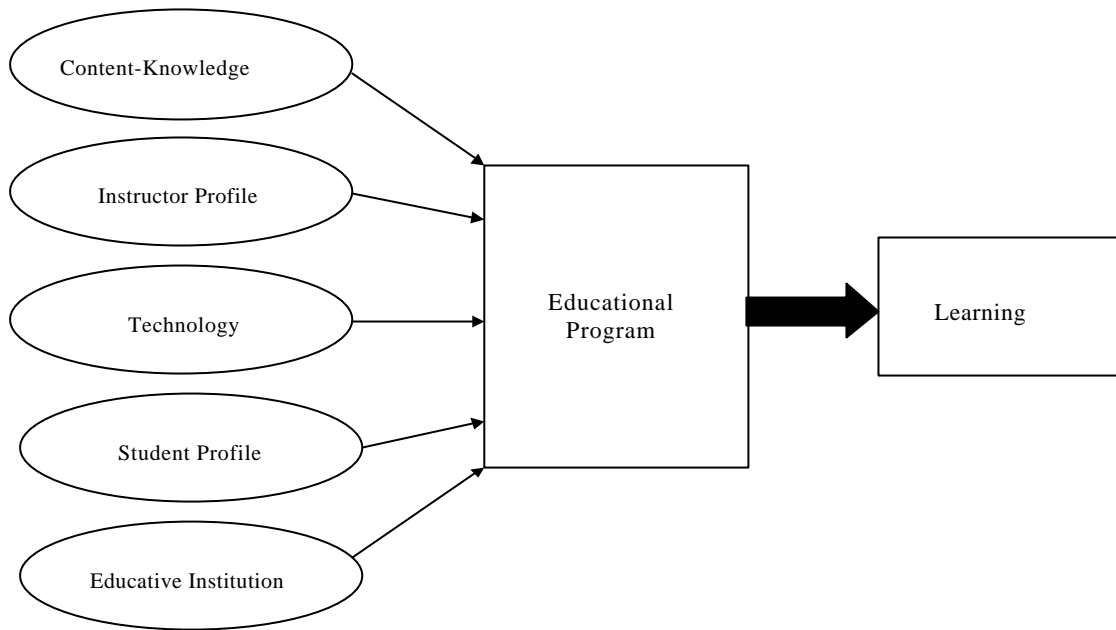 Content-Knowledge
Instructor Profile
Technology
Student Profile
Educative Institution
Educational
Program
Learning